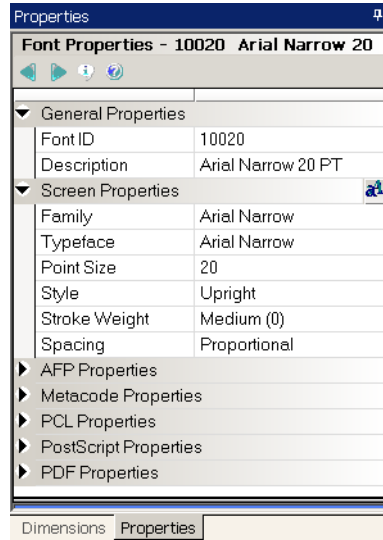 Properties
Font Properties - 10020 Arial Narrow 20
General Properties
Font ID 10020
Description Arial Narrow 20 PT
Screen Properties
Family Arial Narrow
Typeface Arial Narrow
Point Size 20
Style Upright
Stroke Weight Medium (0)
Spacing Proportional
AFP Properties
Metacode Properties
PCL Properties
PostScript Properties
PDF Properties
Dimensions Properties